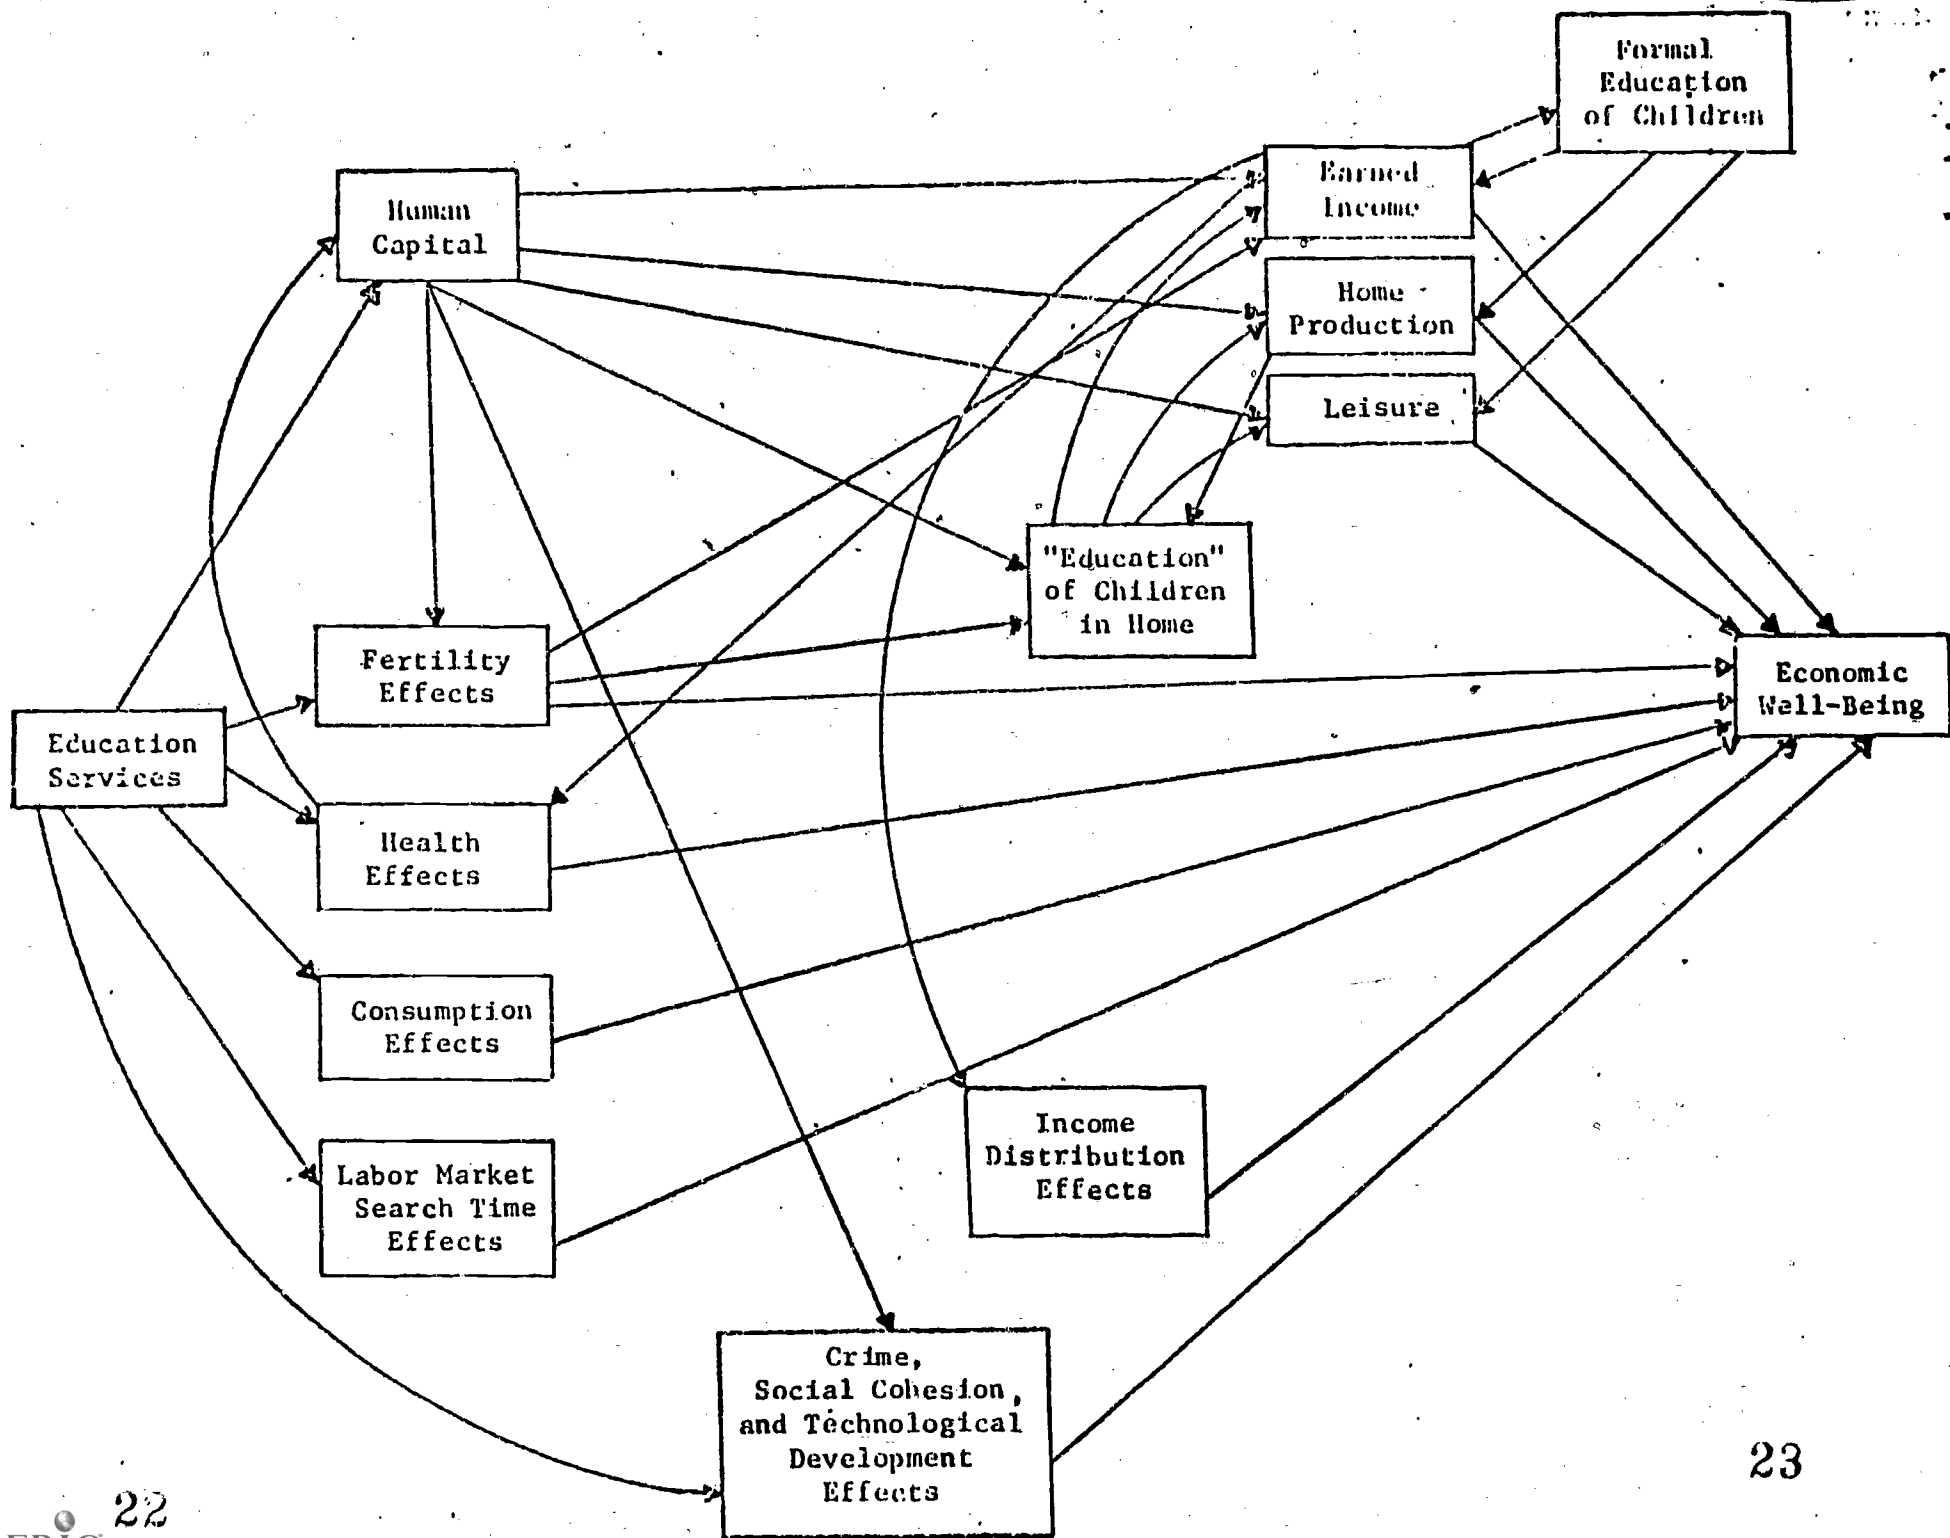 Formal
Education
of Children
Earned
Income
Human
Capital
Home
Production
Leisure
"Education"
of Children
in Home
Fertility
Effects
Economic
Well-Being
Education
Services
Health
Effects
Consumption
Effects
Income
Distribution
Effects
Labor Market
Search Time
Effects
Crime,
Social Cohesion,
and Technological
Development
Effects
23
22
ERIC